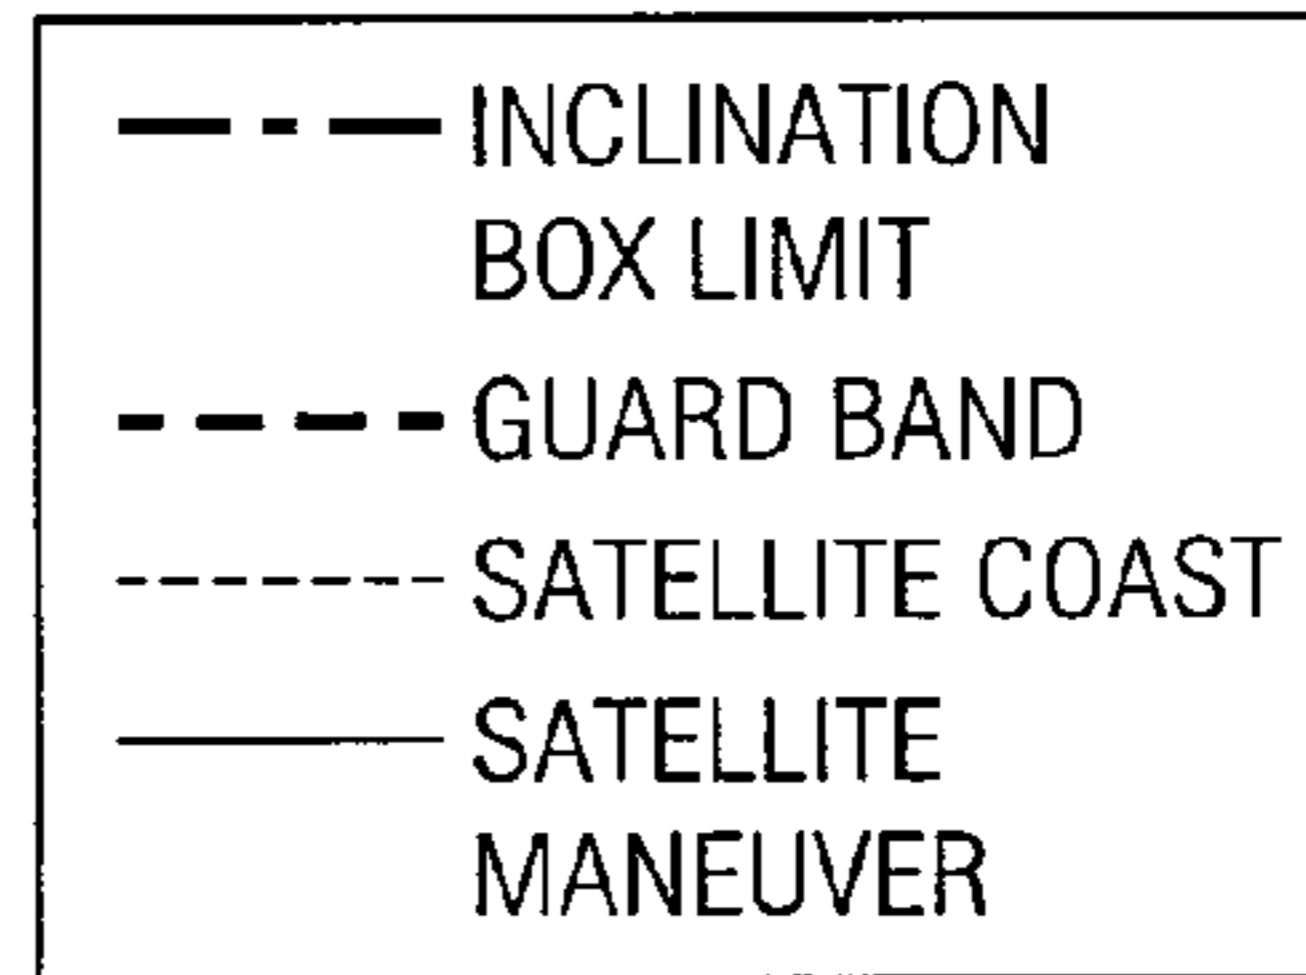 INCLINATION
BOX LIMIT
GUARD BAND
SATELLITE COAST
SATELLITE
MANEUVER